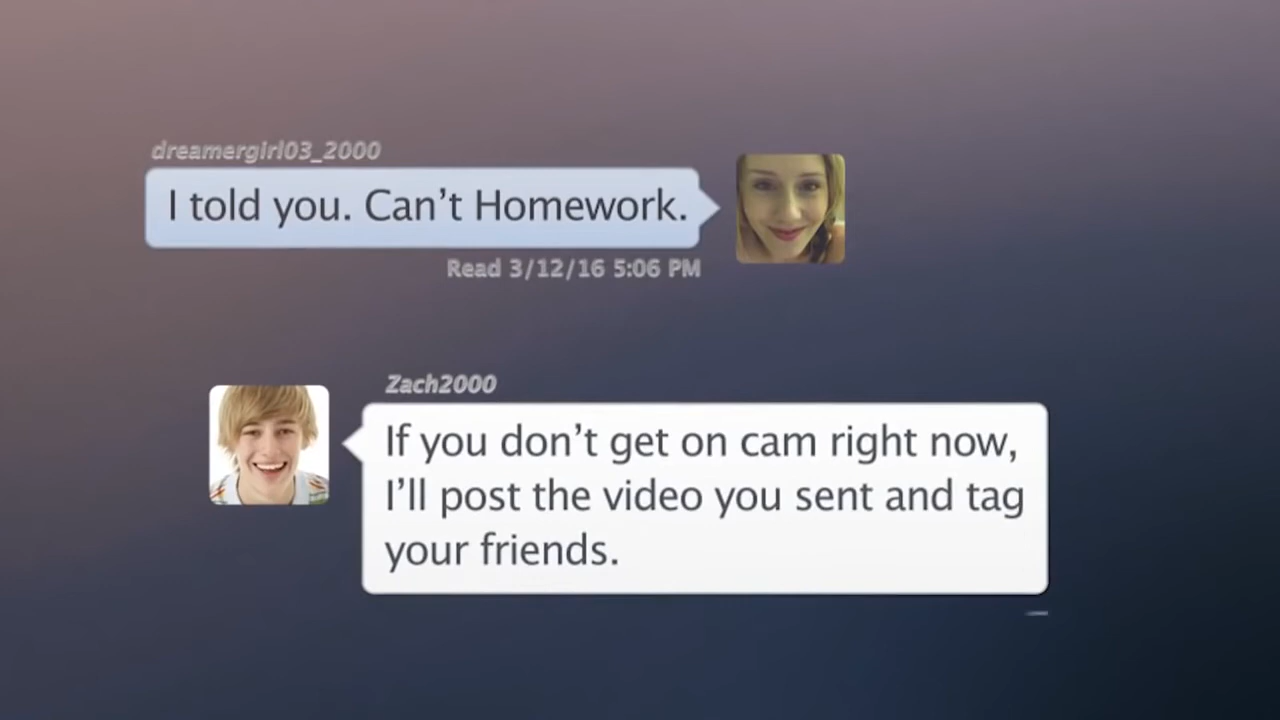 dreamergirl03_2000
I told you. Can’t Homework.
Read 3/12/16 5:06 PM
Zach2000
If you don’t get on cam right now,
I’ll post the video you sent and tag
your friends.